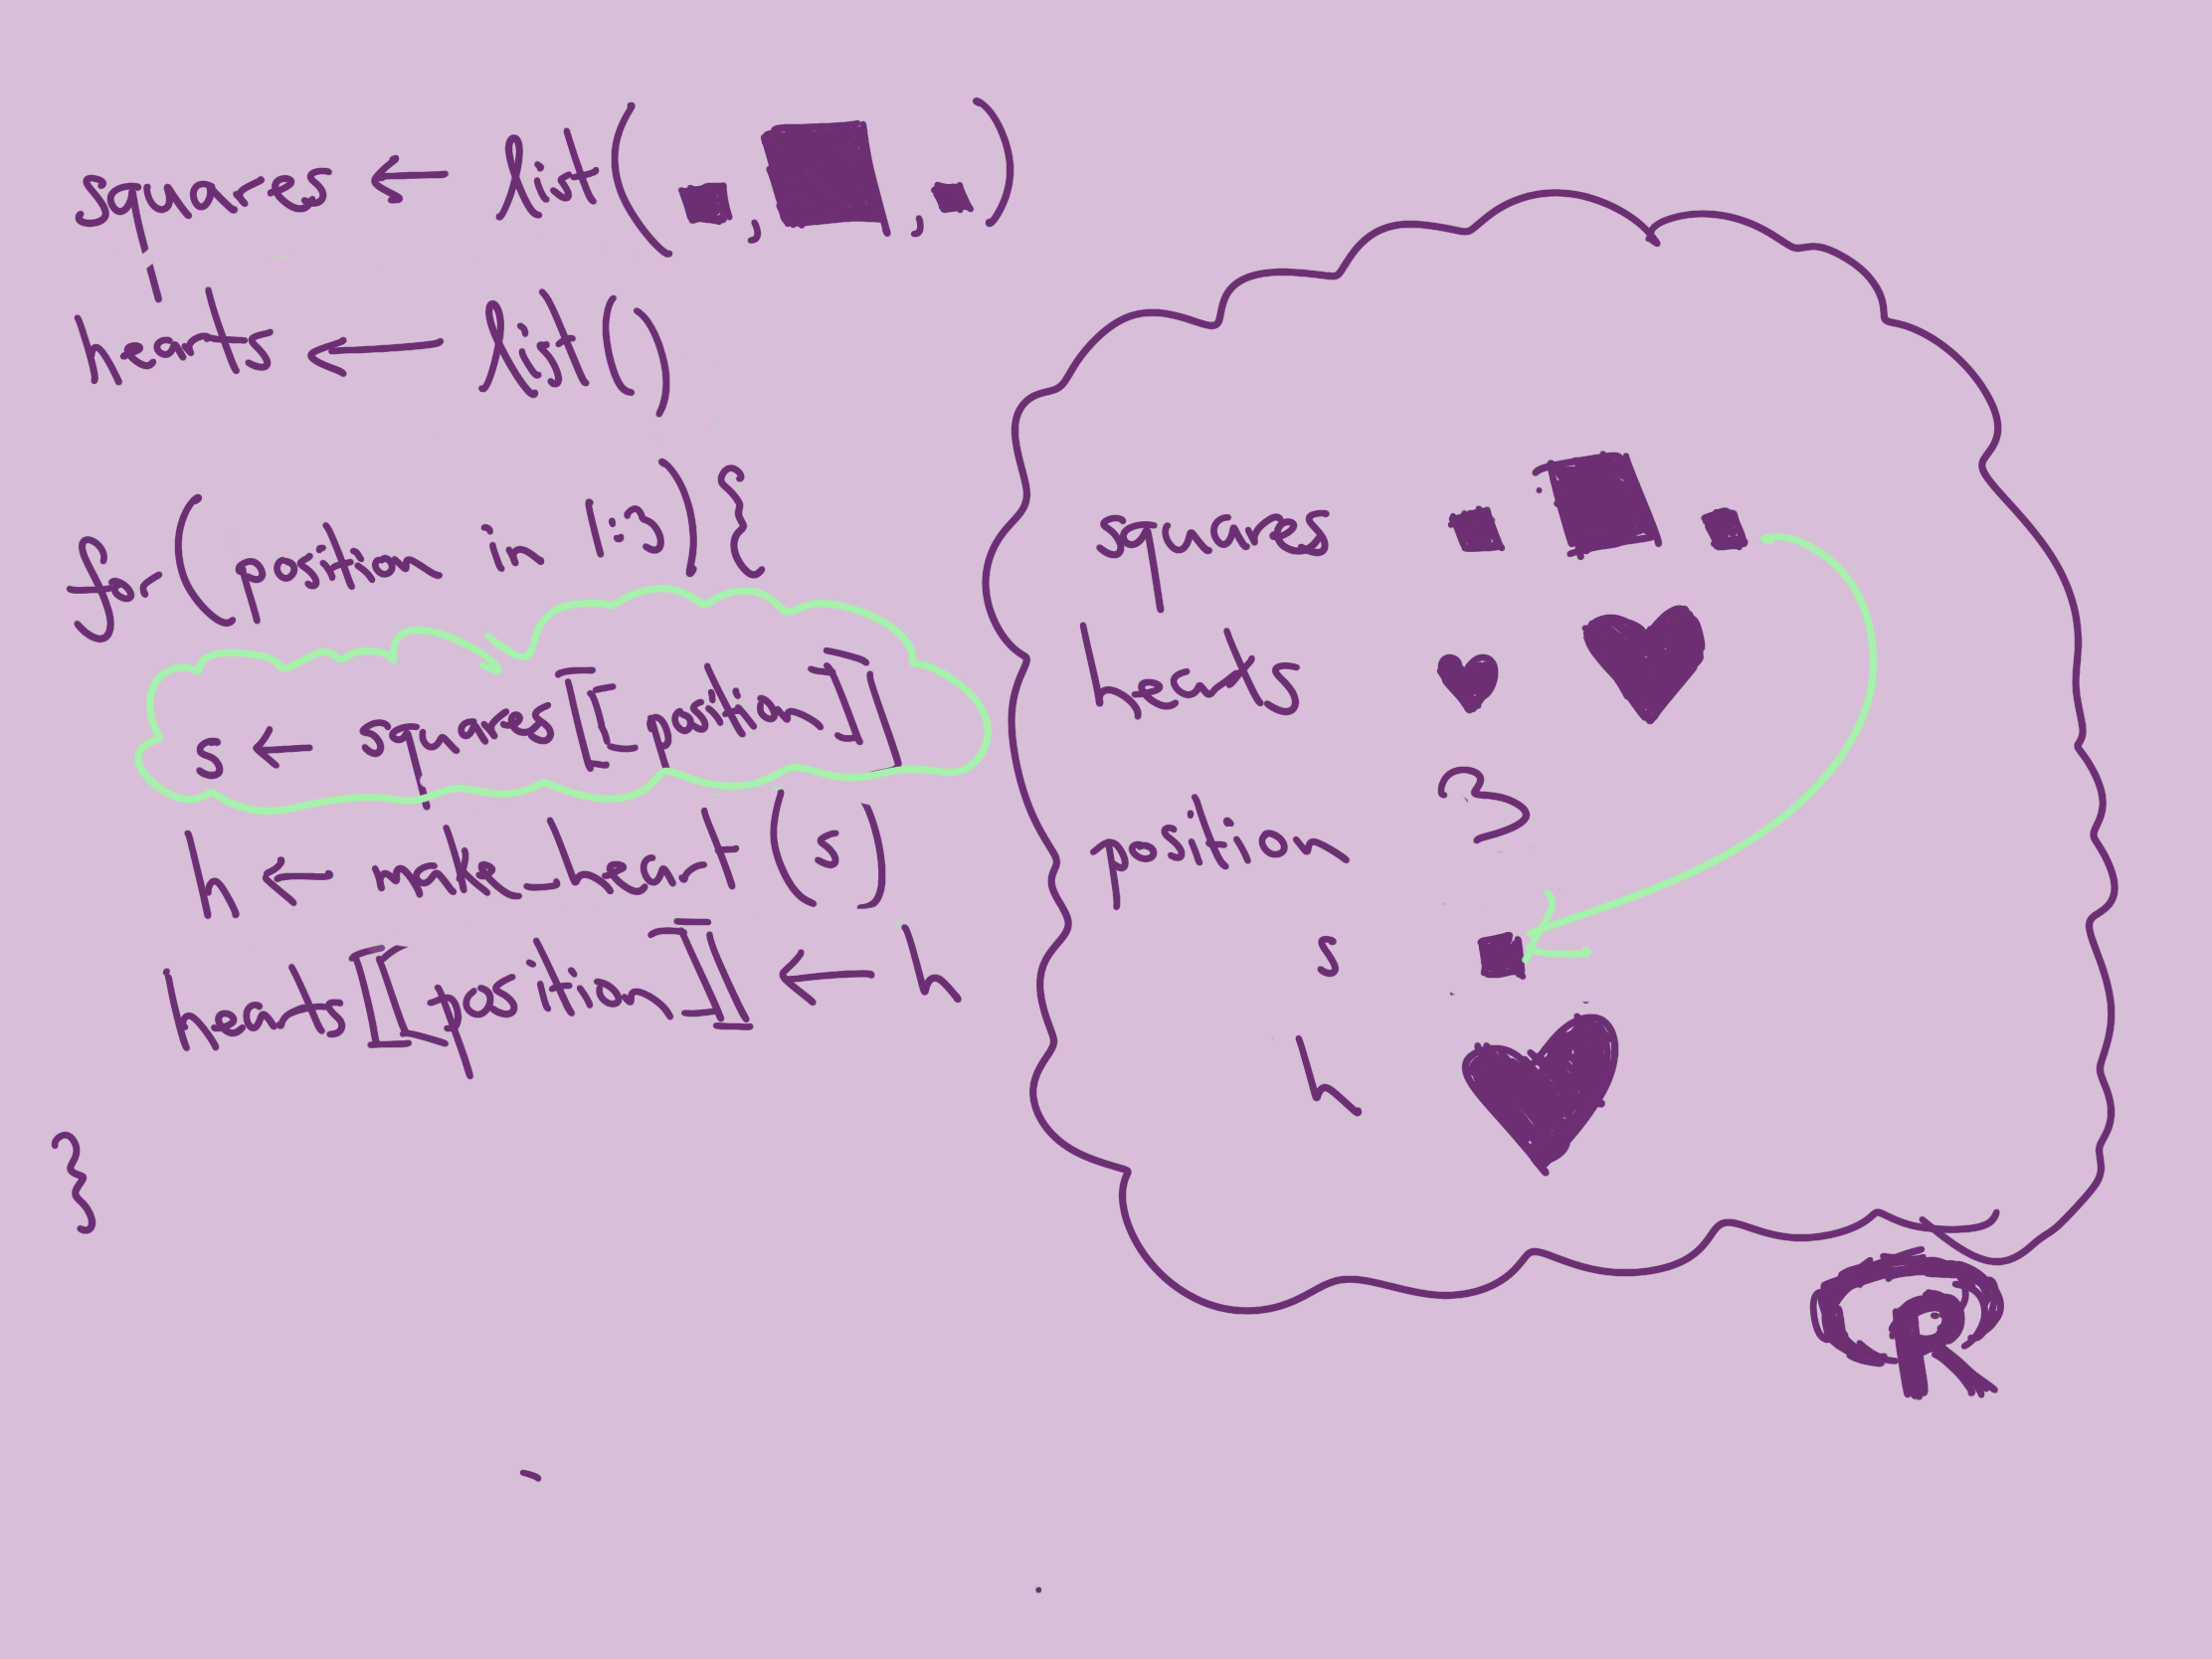 squares ← list( , , )
hearts ← list()
for(position in 1:3){
s ← squares[[position]]
h ← make_heart(s)
hearts[[position]] ← h
}
squares
hearts
position 3
s
h
R